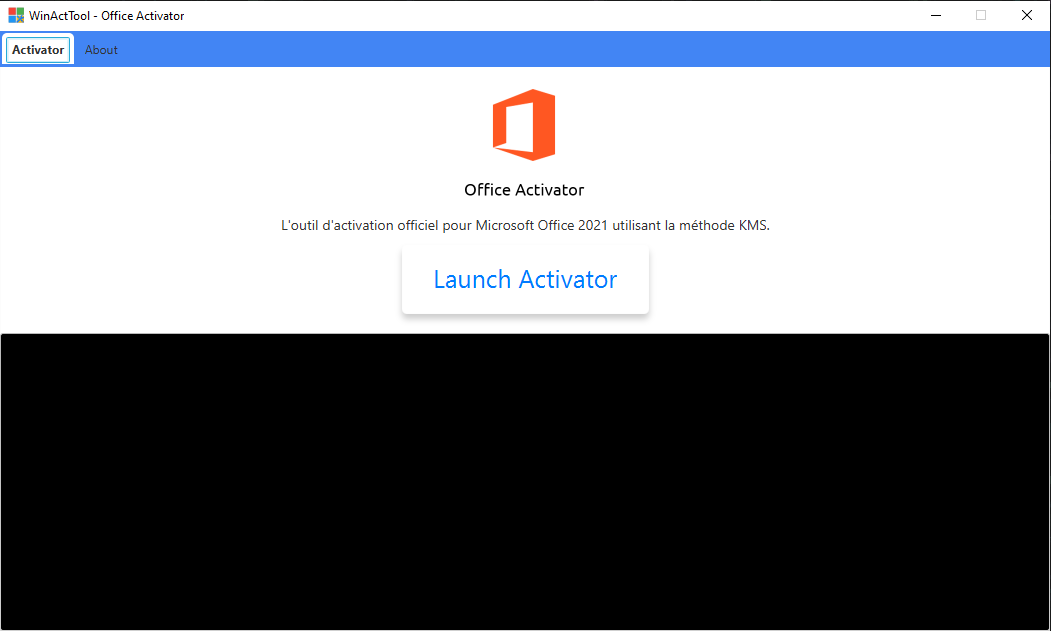 WinActTool - Office Activator
Activator
About
Office Activator
L'outil d'activation officiel pour Microsoft Office 2021 utilisant la méthode KMS.
Launch Activator